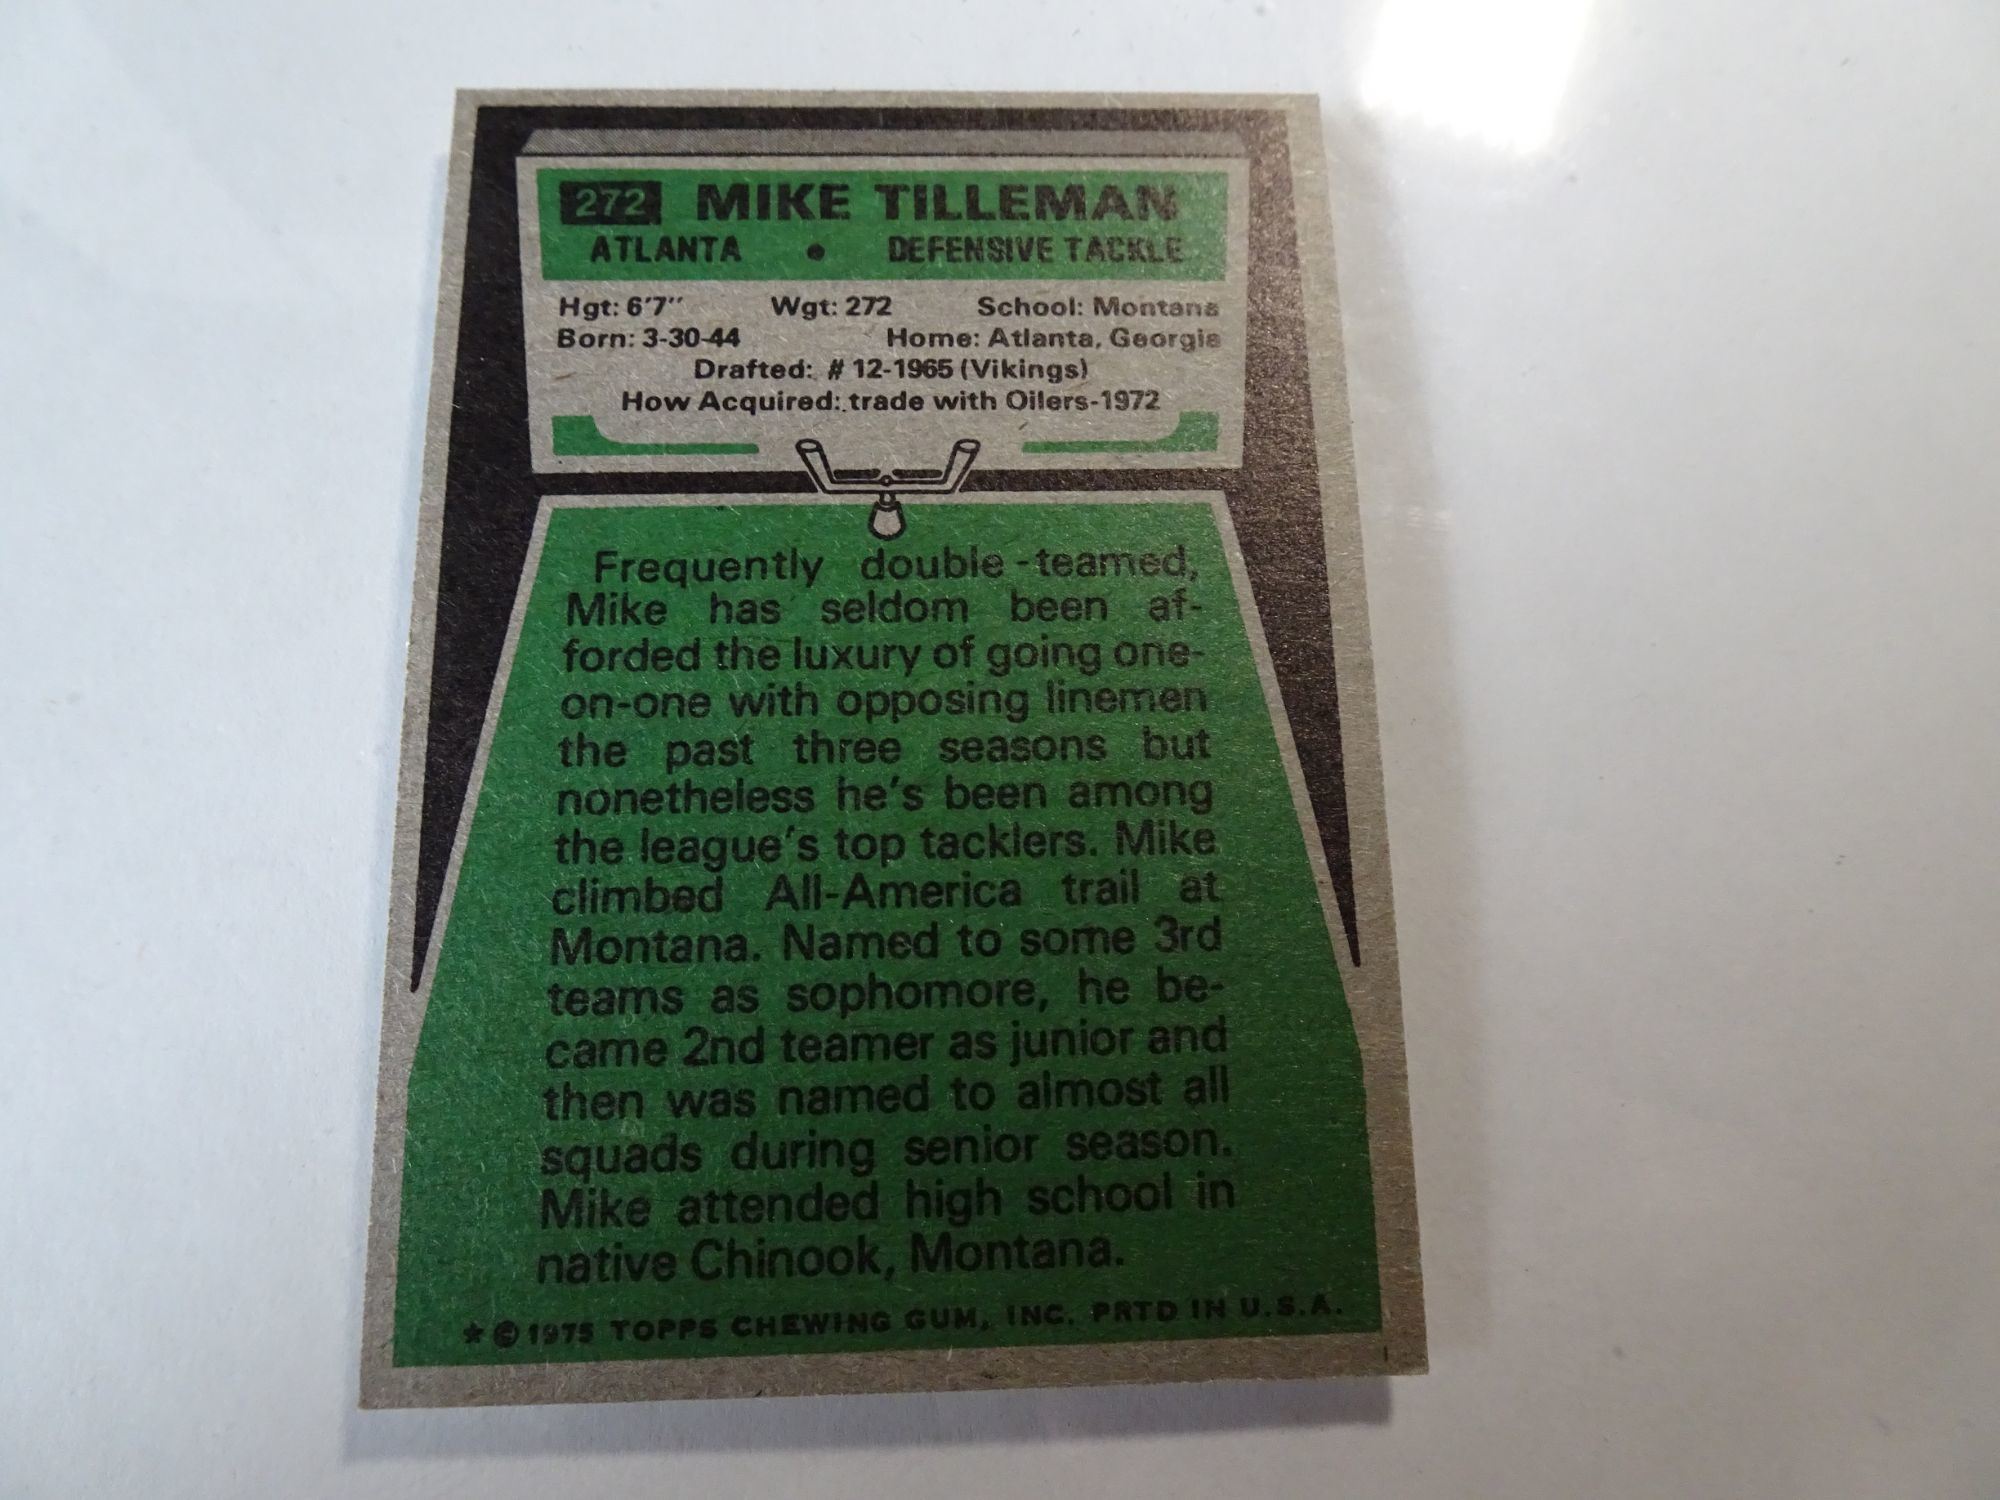 272 MIKE TILLEMAN
ATLANTA • DEFENSIVE TACKLE
Hgt: 6'7" Wgt: 272 School: Montana
Born: 3-30-44 Home: Atlanta, Georgia
Drafted: # 12-1965 (Vikings)
How Acquired: trade with Oilers-1972
Frequently double-teamed,
Mike has seldom been af-
forded the luxury of going one-
on-one with opposing linemen
the past three seasons but
nonetheless he's been among
the league's top tacklers. Mike
climbed All-America trail at
Montana. Named to some 3rd
teams as sophomore, he be-
came 2nd teamer as junior and
then was named to almost all
squads during senior season.
Mike attended high school in
native Chinook, Montana.
★ © 1975 TOPPS CHEWING GUM, INC. PRTD IN U.S.A.